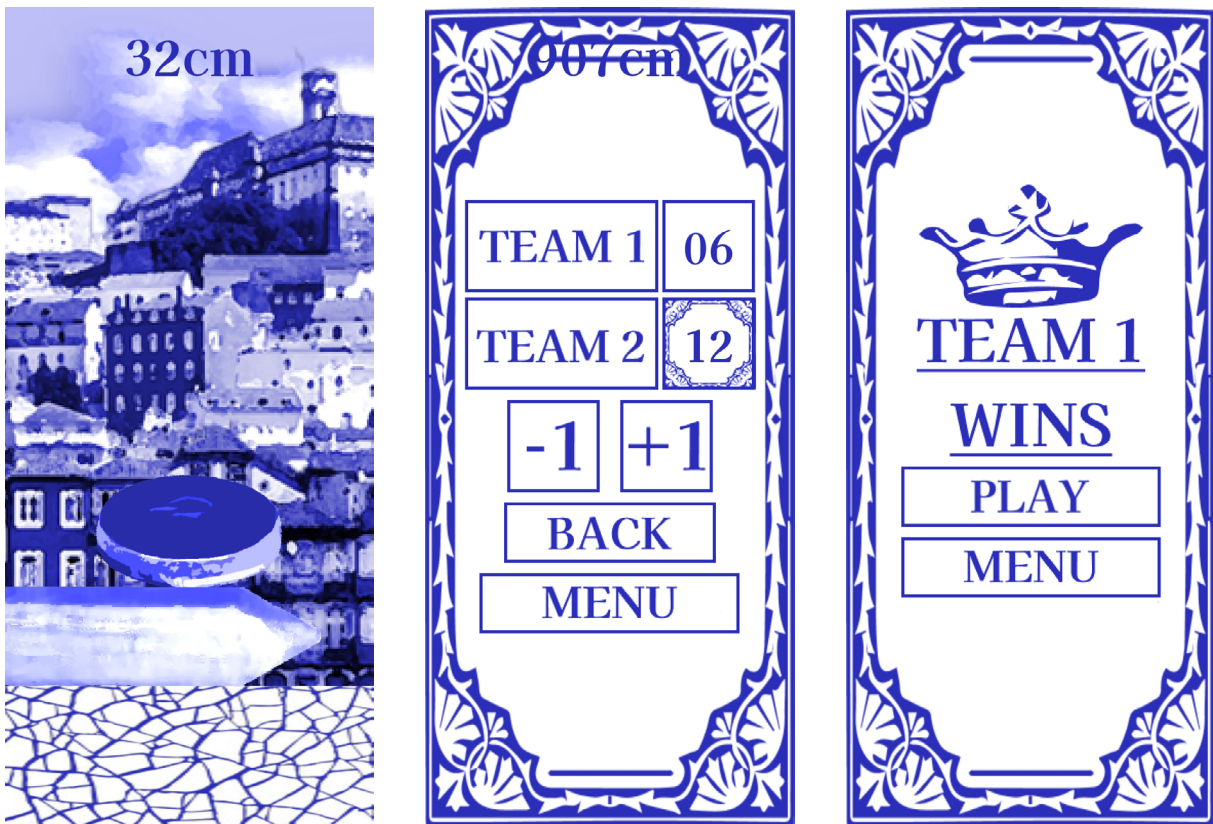 32cm
907cm
TEAM 1 06
TEAM 2 12
-1 +1
BACK
MENU
TEAM 1
WINS
PLAY
MENU